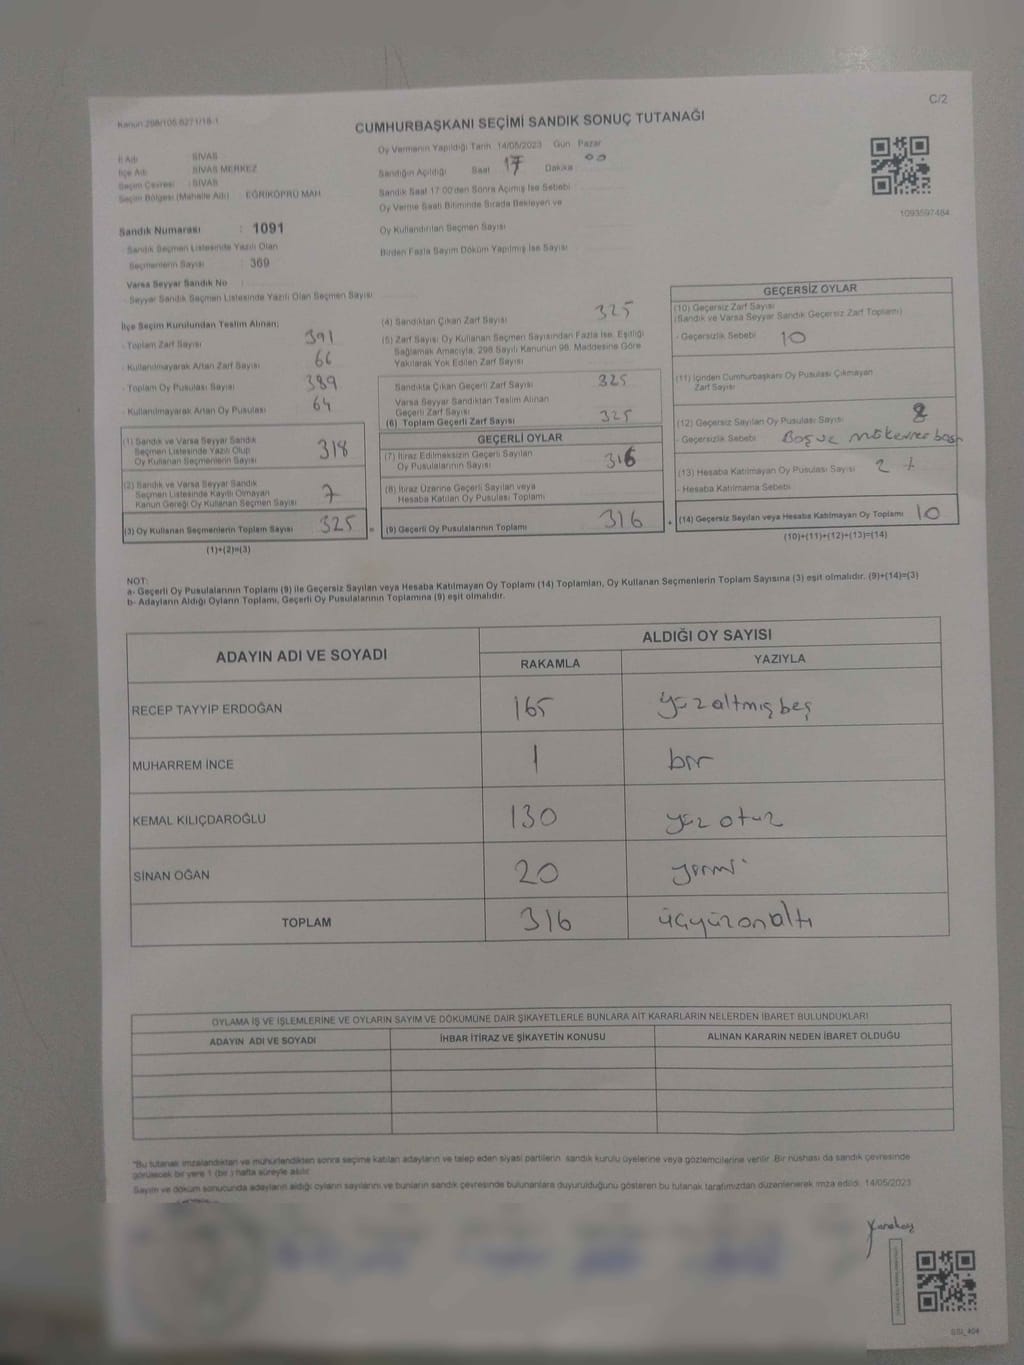 C/2
Kanun 298/105 6271/18-1
CUMHURBAŞKANI SEÇİMİ SANDIK SONUÇ TUTANAĞI
İl Adı : SİVAS
İlçe Adı : SİVAS MERKEZ
Seçim Çevresi : SİVAS
Seçim Bölgesi (Mahalle Adı) EĞRİKÖPRÜ MAH.
Oy Vermenin Yapıldığı Tarih 14/05/2023 Gün Pazar
Sandığın Açıldığı Saat 17 Dakika 00
Sandık Saat 17:00'den Sonra Açılmış İse Sebebi
Oy Verme Saati Bitiminde Sırada Bekleyen ve
Oy Kullandırılan Seçmen Sayısı
Birden Fazla Sayım Döküm Yapılmış İse Sayısı
1093597484
Sandık Numarası : 1091
- Sandık Seçmen Listesinde Yazılı Olan
Seçmenlerin Sayısı : 369
Varsa Seyyar Sandık No :
- Seyyar Sandık Seçmen Listesinde Yazılı Olan Seçmen Sayısı
İlçe Seçim Kurulundan Teslim Alınan:
- Toplam Zarf Sayısı 391
- Kullanılmayarak Artan Zarf Sayısı 66
- Toplam Oy Pusulası Sayısı 389
- Kullanılmayarak Artan Oy Pusulası 64
(1) Sandık ve Varsa Seyyar Sandık
Seçmen Listesinde Yazılı Olup
Oy Kullanan Seçmenlerin Sayısı 318
(2) Sandık ve Varsa Seyyar Sandık
Seçmen Listesinde Kayıtlı Olmayan
Kanun Gereği Oy Kullanan Seçmen Sayısı 7
(3) Oy Kullanan Seçmenlerin Toplam Sayısı 325 =
(1)+(2)=(3)
(4) Sandıktan Çıkan Zarf Sayısı 325
(5) Zarf Sayısı Oy Kullanan Seçmen Sayısından Fazla İse, Eşitliği
Sağlamak Amacıyla, 298 Sayılı Kanunun 98. Maddesine Göre
Yakılarak Yok Edilen Zarf Sayısı
Sandıkta Çıkan Geçerli Zarf Sayısı 325
Varsa Seyyar Sandıktan Teslim Alınan
Geçerli Zarf Sayısı
(6) Toplam Geçerli Zarf Sayısı 325
GEÇERLİ OYLAR
(7) İtiraz Edilmeksizin Geçerli Sayılan
Oy Pusulalarının Sayısı 316
(8) İtiraz Üzerine Geçerli Sayılan veya
Hesaba Katılan Oy Pusulası Toplamı
(9) Geçerli Oy Pusulalarının Toplamı 316 +
GEÇERSİZ OYLAR
(10) Geçersiz Zarf Sayısı
(Sandık ve Varsa Seyyar Sandık Geçersiz Zarf Toplamı)
- Geçersizlik Sebebi 10
(11) İçinden Cumhurbaşkanı Oy Pusulası Çıkmayan
Zarf Sayısı
(12) Geçersiz Sayılan Oy Pusulası Sayısı 8
- Geçersizlik Sebebi Boş ve mükerrer
(13) Hesaba Katılmayan Oy Pusulası Sayısı 2
- Hesaba Katılmama Sebebi
(14) Geçersiz Sayılan veya Hesaba Katılmayan Oy Toplamı 10
(10)+(11)+(12)+(13)=(14)
NOT:
a- Geçerli Oy Pusulalarının Toplamı (9) ile Geçersiz Sayılan veya Hesaba Katılmayan Oy Toplamı (14) Toplamları, Oy Kullanan Seçmenlerin Toplam Sayısına (3) eşit olmalıdır. (9)+(14)=(3)
b- Adayların Aldığı Oyların Toplamı, Geçerli Oy Pusulalarının Toplamına (9) eşit olmalıdır.
ADAYIN ADI VE SOYADI ALDIĞI OY SAYISI
RAKAMLA YAZIYLA
RECEP TAYYİP ERDOĞAN 165 yüzaltmışbeş
MUHARREM İNCE 1 bir
KEMAL KILIÇDAROĞLU 130 yüz otuz
SİNAN OĞAN 20 yirmi
TOPLAM 316 üçyüzonaltı
OYLAMA İŞ VE İŞLEMLERİNE VE OYLARIN SAYIM VE DÖKÜMÜNE DAİR ŞİKAYETLERLE BUNLARA AİT KARARLARIN NELERDEN İBARET BULUNDUKLARI
ADAYIN ADI VE SOYADI İHBAR İTİRAZ VE ŞİKAYETİN KONUSU ALINAN KARARIN NEDEN İBARET OLDUĞU
"Bu tutanak imzalandıktan ve mühürlendikten sonra seçime katılan adayların ve talep eden siyasi partilerin sandık kurulu üyelerine veya gözlemcilerine verilir. Bir nüshası da sandık çevresinde
görülecek bir yere 1 (bir ) hafta süreyle asılır.
Sayım ve döküm sonucunda adayların aldığı oyların sayılarını ve bunların sandık çevresinde bulunanlara duyurulduğunu gösteren bu tutanak tarafımızdan düzenlenerek imza edildi. 14/05/2023
SSI_404